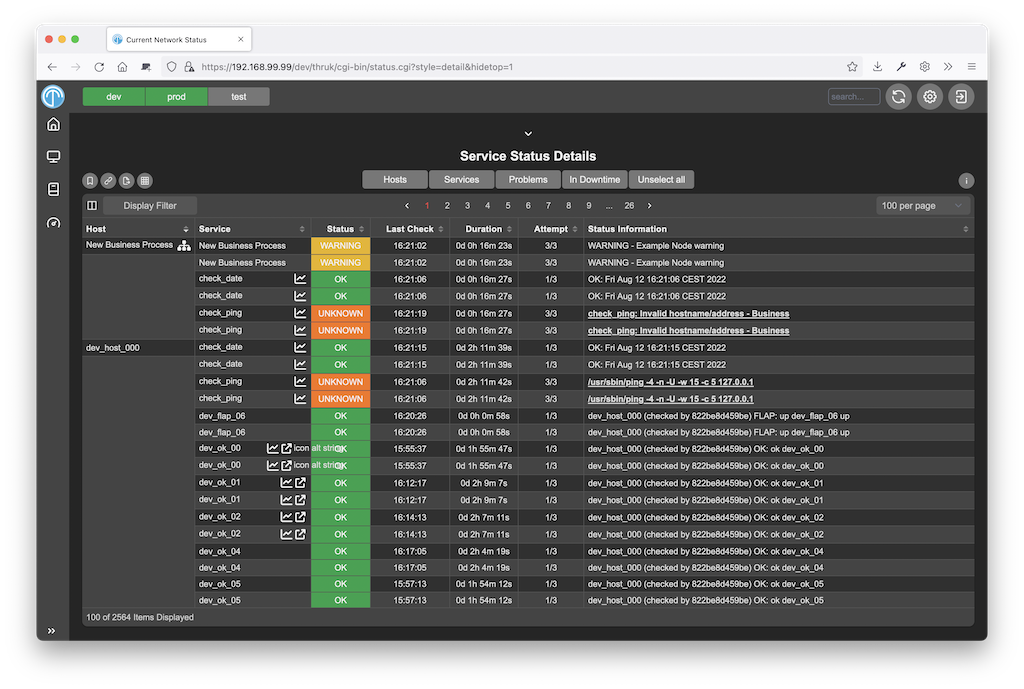 Current Network Status
https://192.168.99.99/dev/thruk/cgi-bin/status.cgi?style=detail&hidetop=1
dev prod test search...
Service Status Details
Hosts Services Problems In Downtime Unselect all
Display Filter 1 2 3 4 5 6 7 8 9 ... 26 100 per page
Host Service Status Last Check Duration Attempt Status Information
New Business Process New Business Process WARNING 16:21:02 0d 0h 16m 23s 3/3 WARNING - Example Node warning
New Business Process WARNING 16:21:02 0d 0h 16m 23s 3/3 WARNING - Example Node warning
check_date OK 16:21:06 0d 0h 16m 27s 1/3 OK: Fri Aug 12 16:21:06 CEST 2022
check_date OK 16:21:06 0d 0h 16m 27s 1/3 OK: Fri Aug 12 16:21:06 CEST 2022
check_ping UNKNOWN 16:21:19 0d 0h 16m 27s 3/3 check_ping: Invalid hostname/address - Business
check_ping UNKNOWN 16:21:19 0d 0h 16m 27s 3/3 check_ping: Invalid hostname/address - Business
dev_host_000 check_date OK 16:21:15 0d 2h 11m 39s 1/3 OK: Fri Aug 12 16:21:15 CEST 2022
check_date OK 16:21:15 0d 2h 11m 39s 1/3 OK: Fri Aug 12 16:21:15 CEST 2022
check_ping UNKNOWN 16:21:06 0d 2h 11m 42s 3/3 /usr/sbin/ping -4 -n -U -w 15 -c 5 127.0.0.1
check_ping UNKNOWN 16:21:06 0d 2h 11m 42s 3/3 /usr/sbin/ping -4 -n -U -w 15 -c 5 127.0.0.1
dev_flap_06 OK 16:20:26 0d 0h 0m 58s 1/3 dev_host_000 (checked by 822be8d459be) FLAP: up dev_flap_06 up
dev_flap_06 OK 16:20:26 0d 0h 0m 58s 1/3 dev_host_000 (checked by 822be8d459be) FLAP: up dev_flap_06 up
dev_ok_00 icon alt string OK 15:55:37 0d 1h 55m 47s 1/3 dev_host_000 (checked by 822be8d459be) OK: ok dev_ok_00
dev_ok_00 icon alt string OK 15:55:37 0d 1h 55m 47s 1/3 dev_host_000 (checked by 822be8d459be) OK: ok dev_ok_00
dev_ok_01 OK 16:12:17 0d 2h 9m 7s 1/3 dev_host_000 (checked by 822be8d459be) OK: ok dev_ok_01
dev_ok_01 OK 16:12:17 0d 2h 9m 7s 1/3 dev_host_000 (checked by 822be8d459be) OK: ok dev_ok_01
dev_ok_02 OK 16:14:13 0d 2h 7m 11s 1/3 dev_host_000 (checked by 822be8d459be) OK: ok dev_ok_02
dev_ok_02 OK 16:14:13 0d 2h 7m 11s 1/3 dev_host_000 (checked by 822be8d459be) OK: ok dev_ok_02
dev_ok_04 OK 16:17:05 0d 2h 4m 19s 1/3 dev_host_000 (checked by 822be8d459be) OK: ok dev_ok_04
dev_ok_04 OK 16:17:05 0d 2h 4m 19s 1/3 dev_host_000 (checked by 822be8d459be) OK: ok dev_ok_04
dev_ok_05 OK 15:57:13 0d 1h 54m 12s 1/3 dev_host_000 (checked by 822be8d459be) OK: ok dev_ok_05
dev_ok_05 OK 15:57:13 0d 1h 54m 12s 1/3 dev_host_000 (checked by 822be8d459be) OK: ok dev_ok_05
100 of 2564 Items Displayed